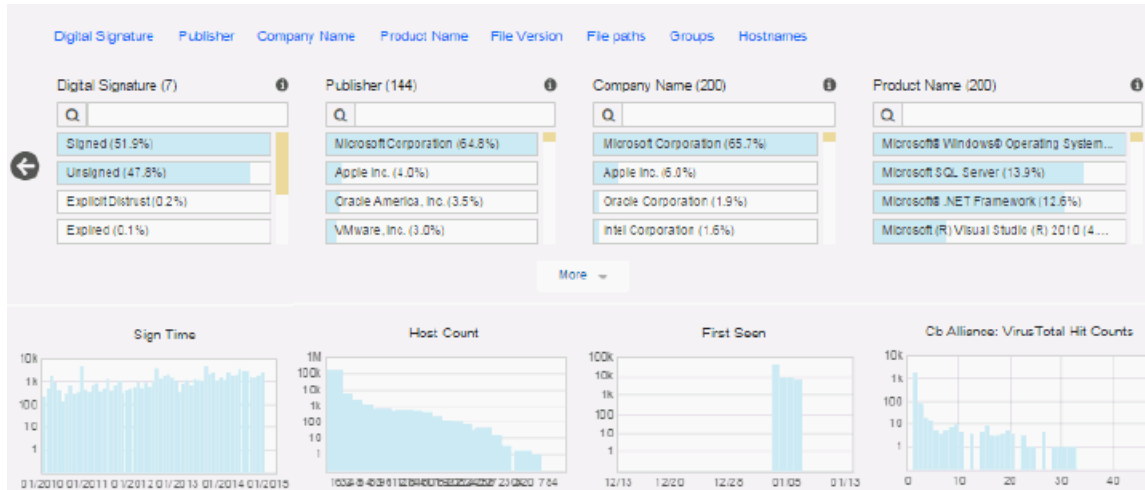 Digital Signature Publisher Company Name Product Name File Version File paths Groups Hostnames
Digital Signature (7)
Signed (51.9%)
Unsigned (47.8%)
Explicit Distrust (0.2%)
Expired (0.1%)
Publisher (144)
Microsoft Corporation (64.8%)
Apple Inc. (4.0%)
Oracle America, Inc. (3.5%)
VMware, Inc. (3.0%)
Company Name (200)
Microsoft Corporation (65.7%)
Apple Inc. (6.0%)
Oracle Corporation (1.9%)
Intel Corporation (1.6%)
Product Name (200)
Microsoft® Windows® Operating System...
Microsoft SQL Server (13.9%)
Microsoft® .NET Framework (12.6%)
Microsoft (R) Visual Studio (R) 2010 (4....
More
Sign Time
10k
1k
100
10
1
01/2010 01/2011 01/2012 01/2013 01/2014 01/2015
Host Count
1M
100k
10k
1k
100
10
1
784
First Seen
100k
10k
1k
100
10
1
12/13 12/20 12/28 01/05 01/13
Cb Alliance: VirusTotal Hit Counts
10k
1k
100
10
1
0 10 20 30 40